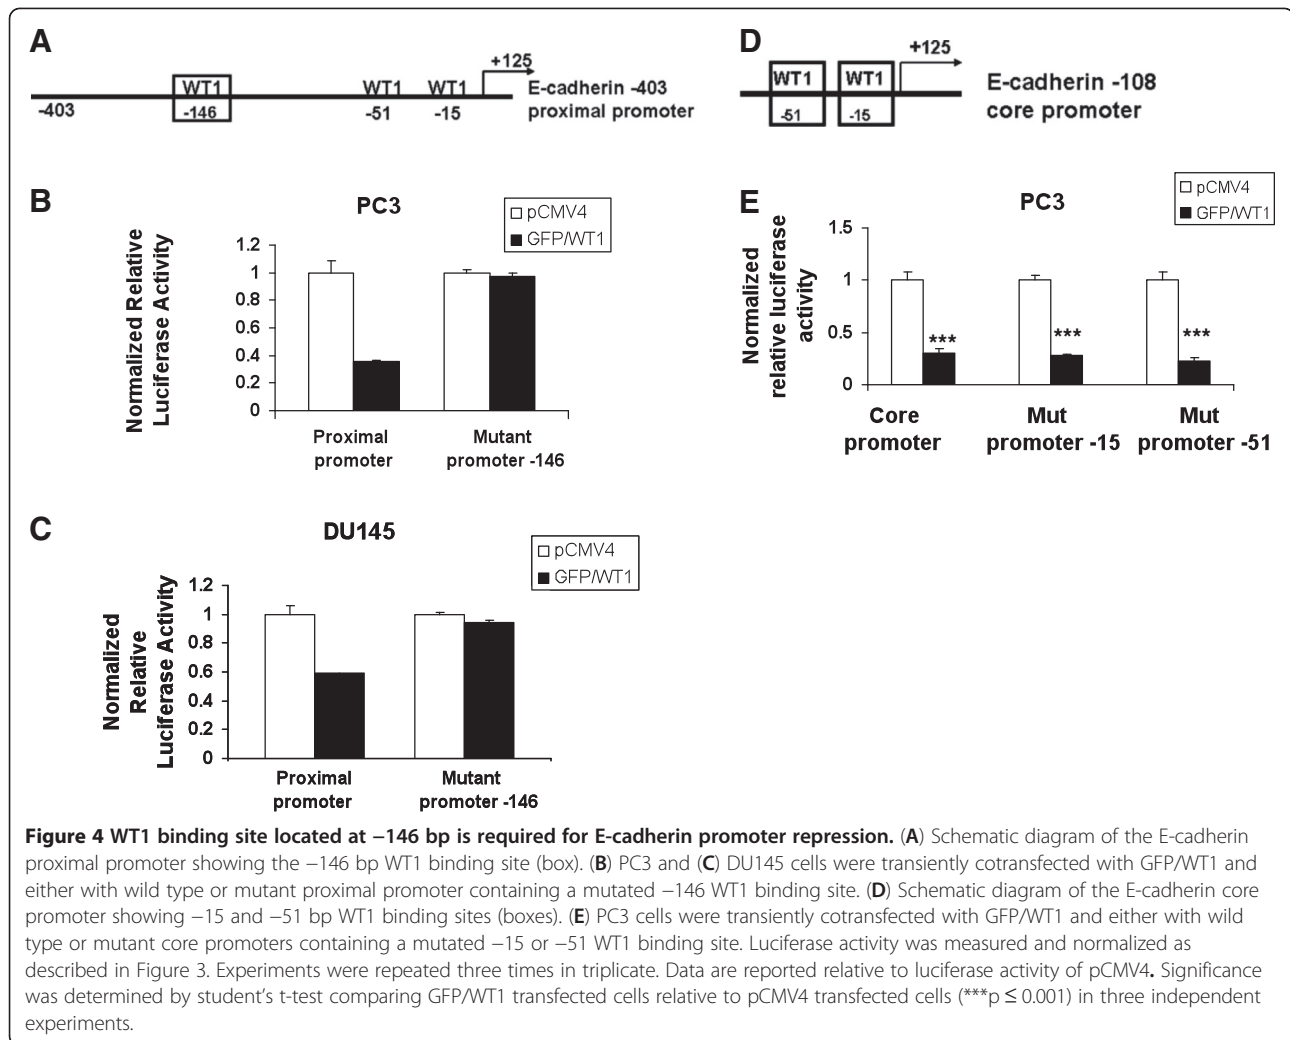 A
WT1
WT1
WT1
+125
-403
-146
-51
-15
E-cadherin -403
proximal promoter
D
WT1
WT1
+125
-51
-15
E-cadherin -108
core promoter
B
PC3
pCMV4
GFP/WT1
Normalized Relative
Luciferase Activity
1.2
1
0.8
0.6
0.4
0.2
0
Proximal
promoter
Mutant
promoter -146
E
PC3
pCMV4
GFP/WT1
Normalized
relative luciferase
activity
1.5
1
0.5
0
***
***
***
Core
promoter
Mut
promoter -15
Mut
promoter -51
C
DU145
pCMV4
GFP/WT1
Normalized
Relative
Luciferase Activity
1.2
1
0.8
0.6
0.4
0.2
0
Proximal
promoter
Mutant
promoter -146
Figure 4 WT1 binding site located at −146 bp is required for E-cadherin promoter repression. (A) Schematic diagram of the E-cadherin
proximal promoter showing the −146 bp WT1 binding site (box). (B) PC3 and (C) DU145 cells were transiently cotransfected with GFP/WT1 and
either with wild type or mutant proximal promoter containing a mutated −146 WT1 binding site. (D) Schematic diagram of the E-cadherin core
promoter showing −15 and −51 bp WT1 binding sites (boxes). (E) PC3 cells were transiently cotransfected with GFP/WT1 and either with wild
type or mutant core promoters containing a mutated −15 or −51 WT1 binding site. Luciferase activity was measured and normalized as
described in Figure 3. Experiments were repeated three times in triplicate. Data are reported relative to luciferase activity of pCMV4. Significance
was determined by student's t-test comparing GFP/WT1 transfected cells relative to pCMV4 transfected cells (***p ≤ 0.001) in three independent
experiments.